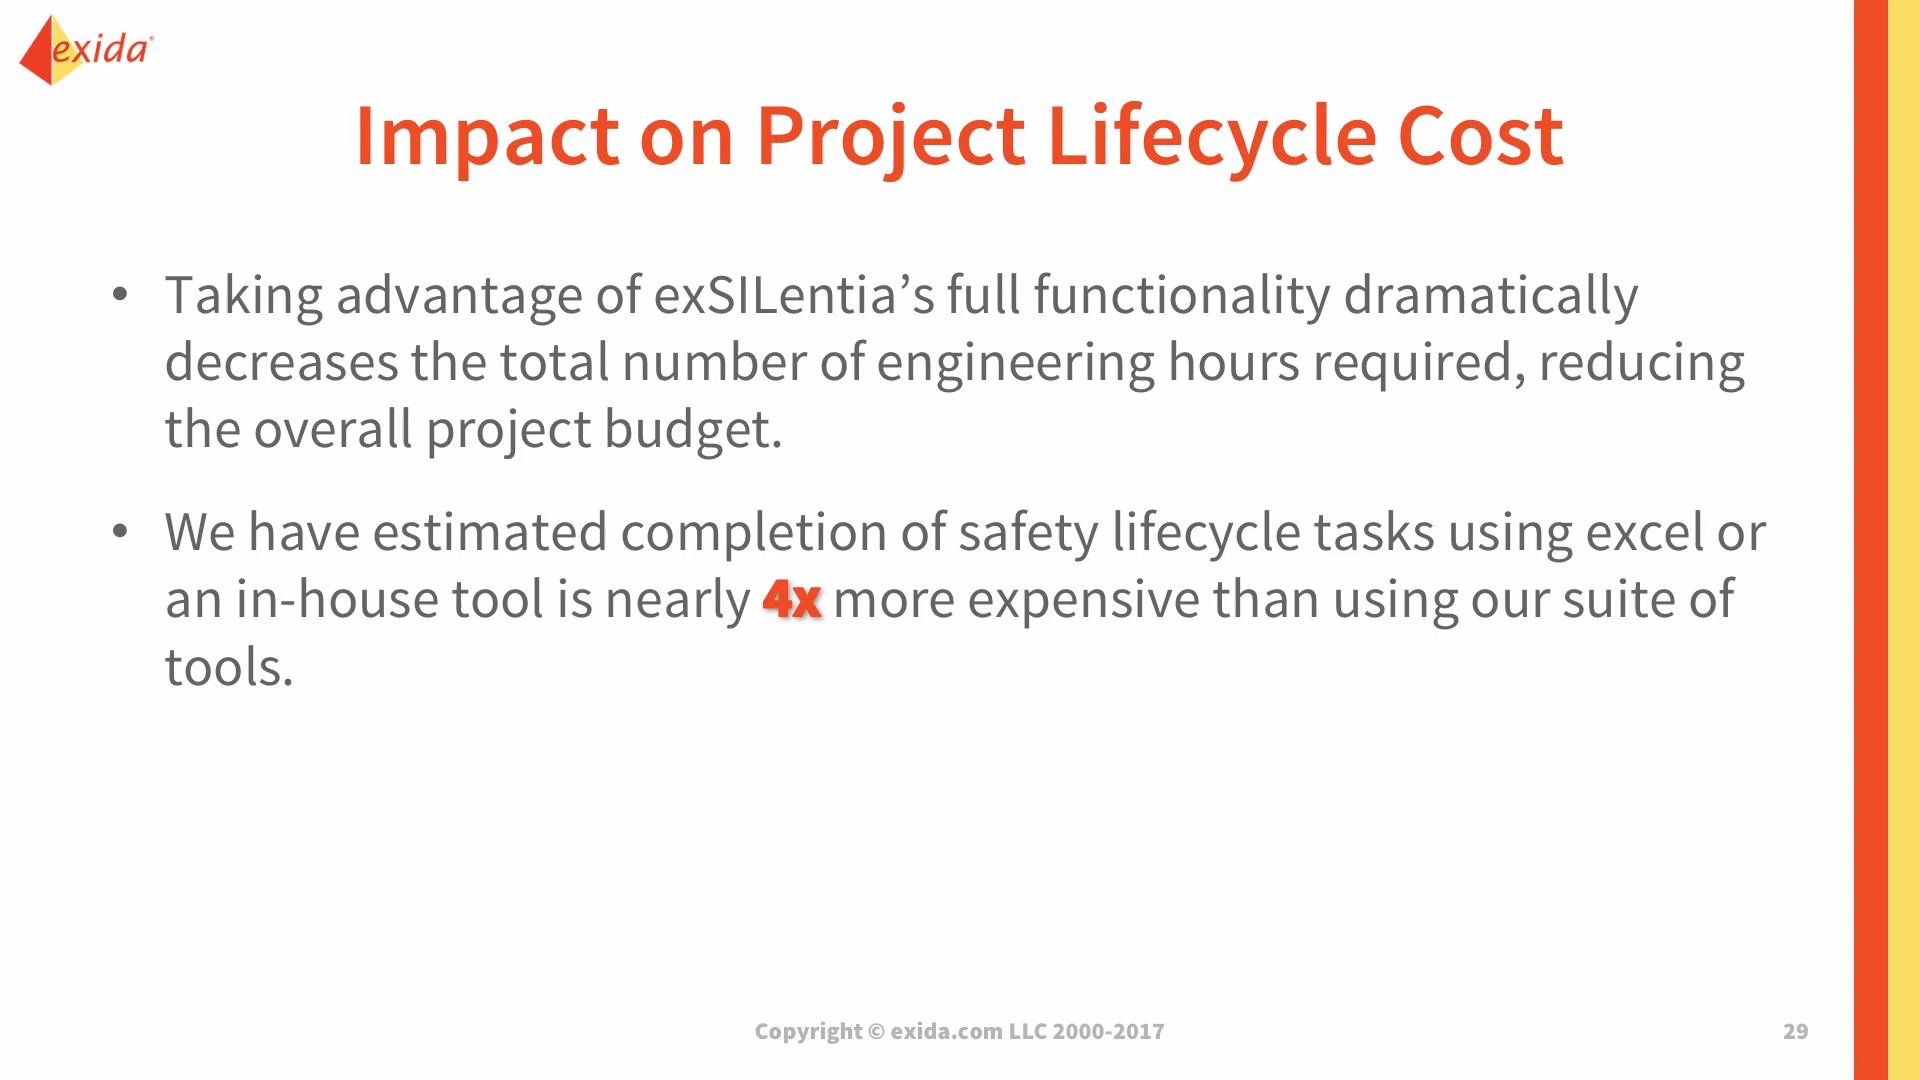 exida®
Impact on Project Lifecycle Cost
• Taking advantage of exSILentia’s full functionality dramatically
decreases the total number of engineering hours required, reducing
the overall project budget.
• We have estimated completion of safety lifecycle tasks using excel or
an in-house tool is nearly 4x more expensive than using our suite of
tools.
Copyright © exida.com LLC 2000-2017
29